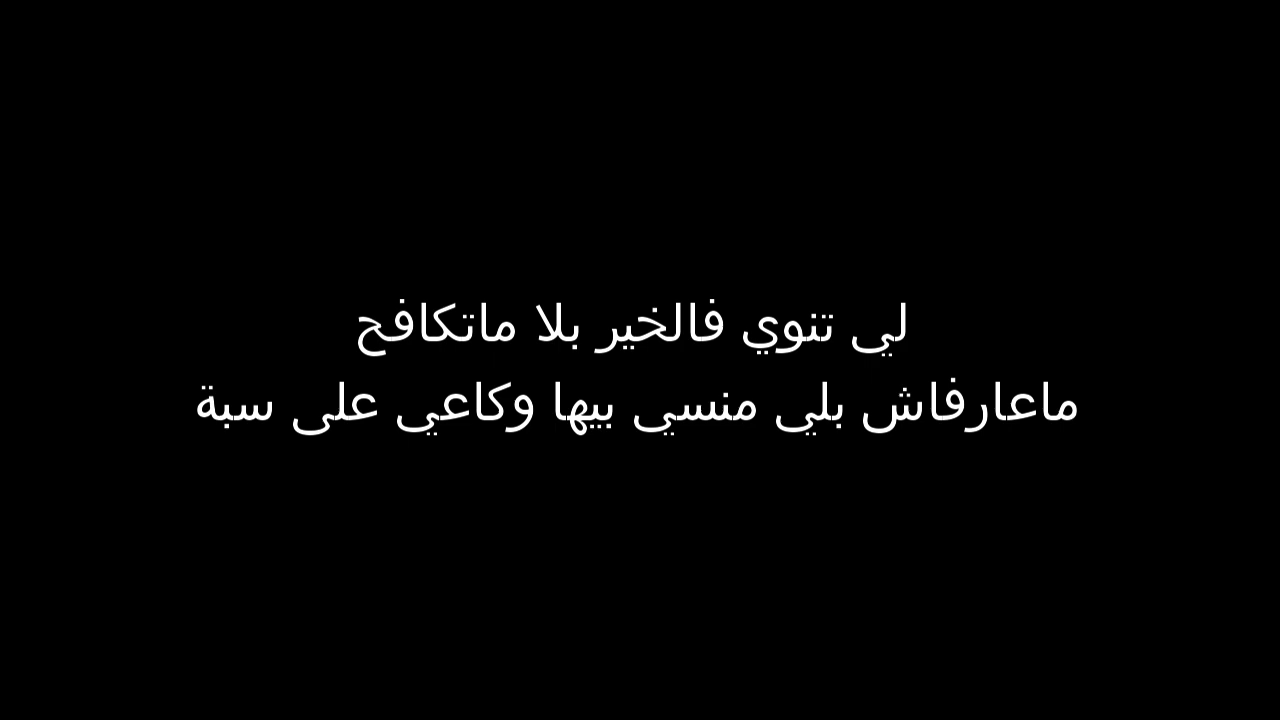 لي تنوي فالخير بلا ماتكافح
ماعارفاش بلي منسي بيها وكاعي على سبة